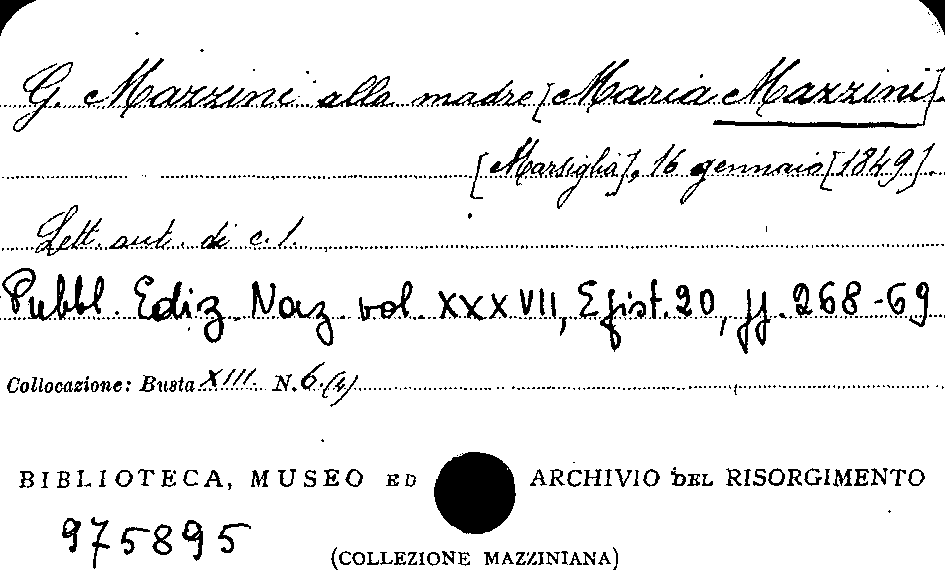 G. Mazzini alla madre [Maria Mazzini].
[Marsiglia], 16 gennaio [1849].
Lett. aut. di c. 1.
Pubbl. Ediz. Naz. vol. XXXVII, Epist. 20, pp. 268-69
Collocazione: Busta XIII. N. 6.(4)
BIBLIOTECA, MUSEO ED ARCHIVIO DEL RISORGIMENTO
975895
(COLLEZIONE MAZZINIANA)